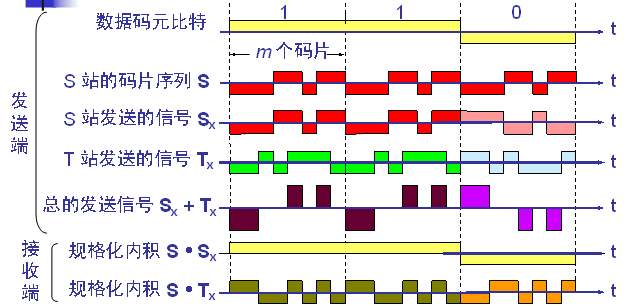 1 1 0
数据码元比特 t
m 个码片
S 站的码片序列 S t
S 站发送的信号 Sx t
T 站发送的信号 Tx t
总的发送信号 Sx + Tx t
规格化内积 S • Sx t
规格化内积 S • Tx t
发送端
接收端